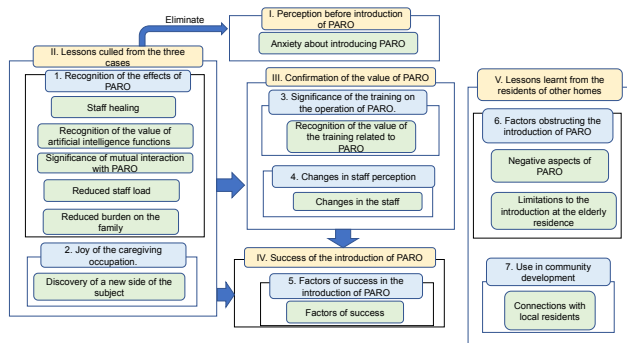 Eliminate
I. Perception before introduction
of PARO
Anxiety about introducing PARO
II. Lessons culled from the three
cases
1. Recognition of the effects of
PARO
Staff healing
Recognition of the value of
artificial intelligence functions
Significance of mutual interaction
with PARO
Reduced staff load
Reduced burden on the
family
2. Joy of the caregiving
occupation.
Discovery of a new side of the
subject
III. Confirmation of the value of PARO
3. Significance of the training on
the operation of PARO.
Recognition of the value of
the training related to
PARO
4. Changes in staff perception
Changes in the staff
IV. Success of the introduction of PARO
5. Factors of success in the
introduction of PARO
Factors of success
V. Lessons learnt from the
residents of other homes
6. Factors obstructing the
introduction of PARO
Negative aspects of
PARO
Limitations to the
introduction at the elderly
residence
7. Use in community
development
Connections with
local residents